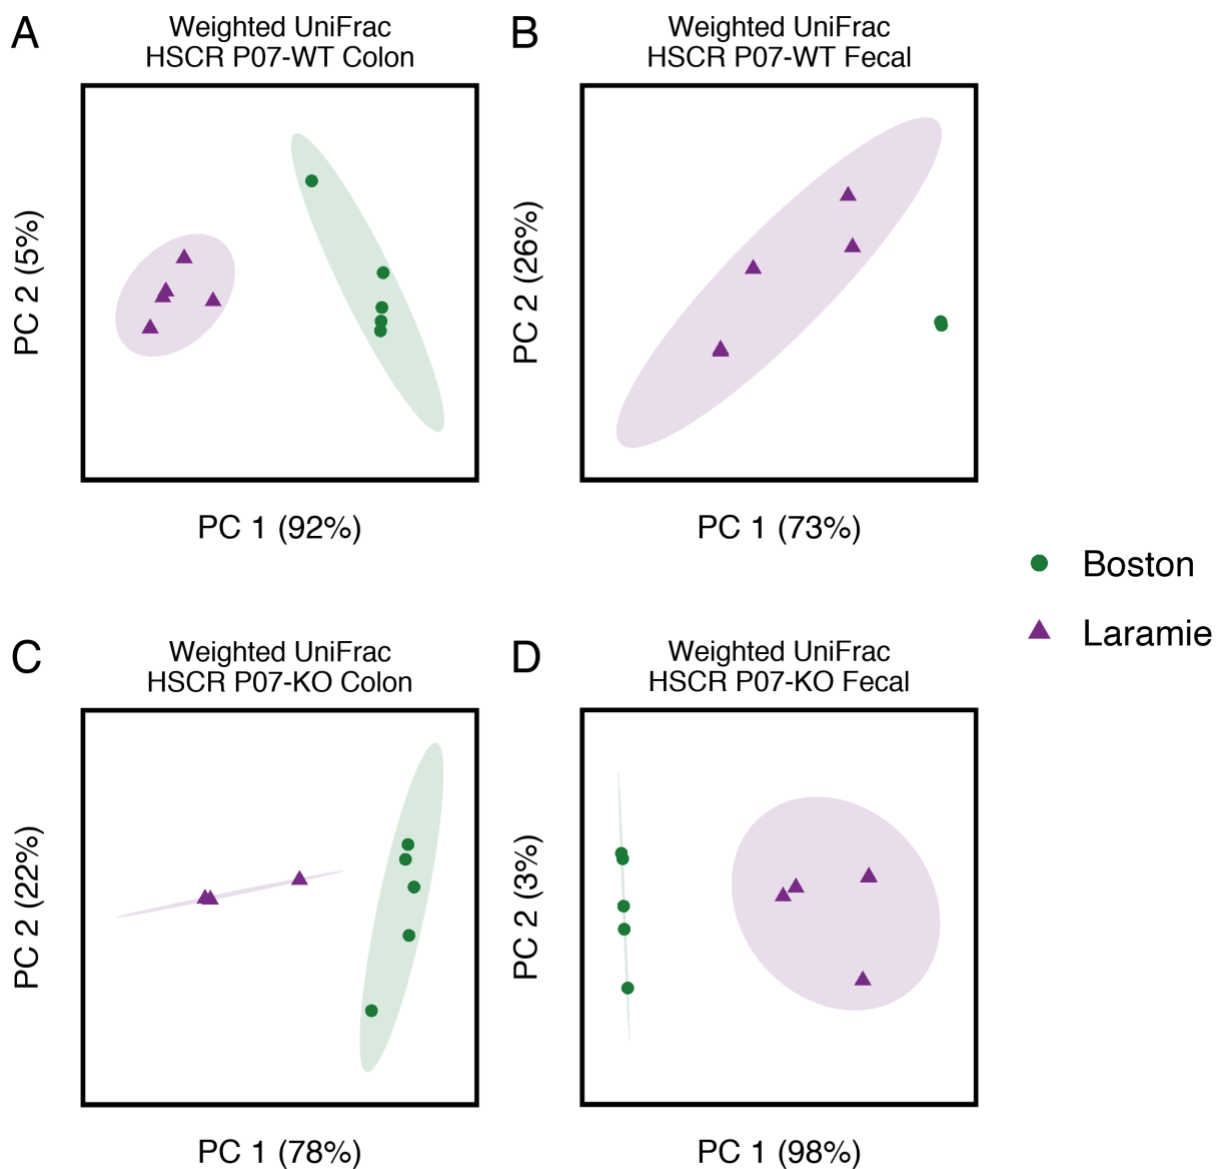 A
Weighted UniFrac
HSCR P07-WT Colon
PC 2 (5%)
PC 1 (92%)
B
Weighted UniFrac
HSCR P07-WT Fecal
PC 2 (26%)
PC 1 (73%)
Boston
Laramie
C
Weighted UniFrac
HSCR P07-KO Colon
PC 2 (22%)
PC 1 (78%)
D
Weighted UniFrac
HSCR P07-KO Fecal
PC 2 (3%)
PC 1 (98%)